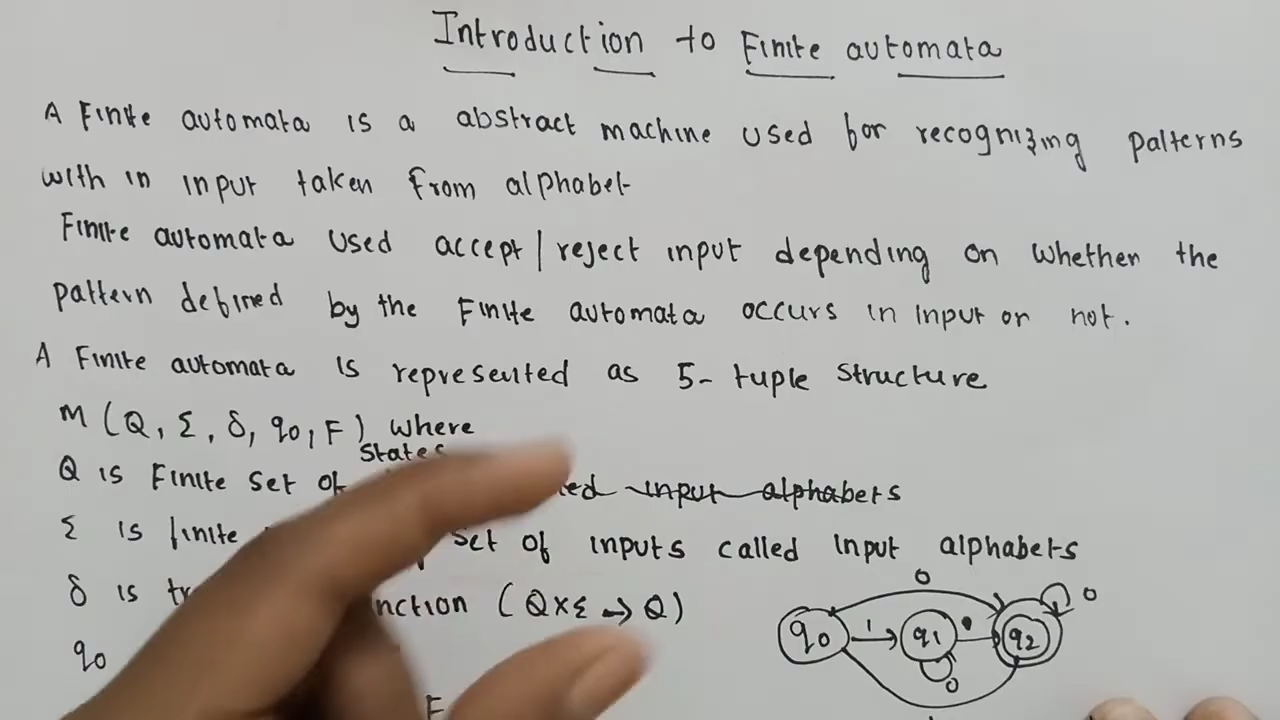 Introduction to Finite automata
A Finite automata is a abstract machine used for recognizing patterns
with in input taken from alphabet
Finite automata used accept/reject input depending on whether the
pattern defined by the Finite automata occurs in input or not.
A Finite automata is represented as 5-tuple structure
M (Q, Σ, δ, q0, F) where
States
Q is Finite set of input alphabets
Σ is finite set of inputs called input alphabets
δ is (Q×Σ → Q)
q0
F
0
q0 1 q1 q2 0
0